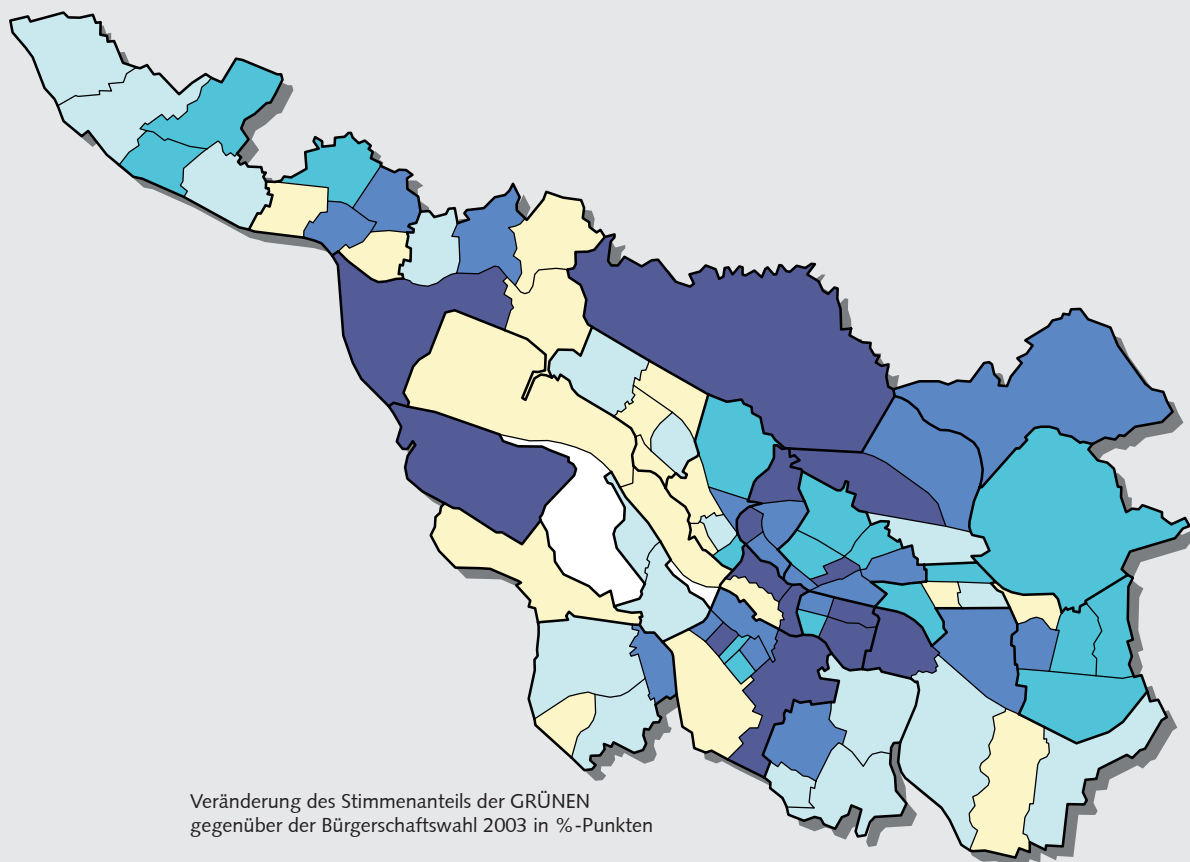 Veränderung des Stimmenanteils der GRÜNEN
gegenüber der Bürgerschaftswahl 2003 in %-Punkten